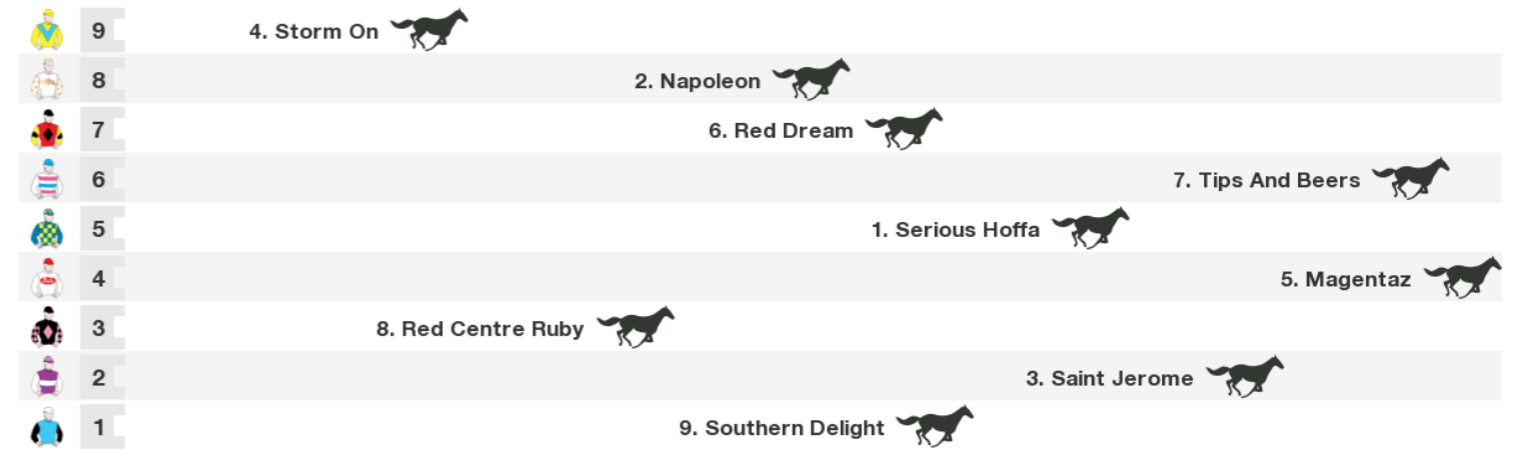 9 4. Storm On
8 2. Napoleon
7 6. Red Dream
6 7. Tips And Beers
5 1. Serious Hoffa
4 5. Magentaz
3 8. Red Centre Ruby
2 3. Saint Jerome
1 9. Southern Delight